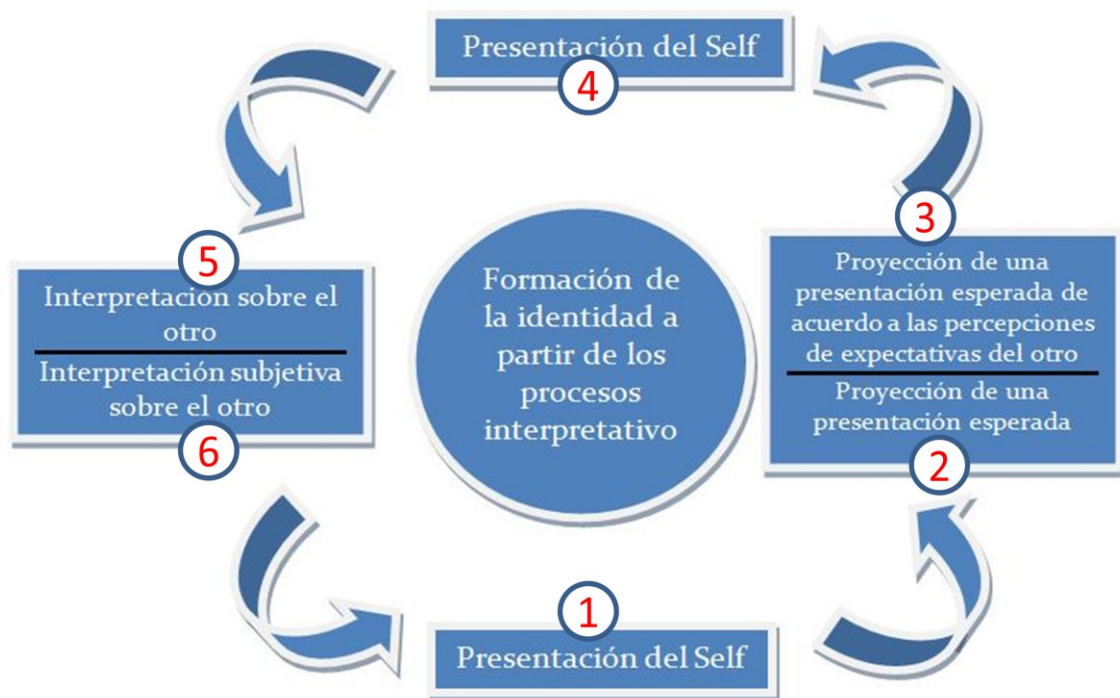 Presentación del Self
4
5
Interpretación sobre el
otro
Interpretación subjetiva
sobre el otro
6
Formación de
la identidad a
partir de los
procesos
interpretativo
3
Proyección de una
presentación esperada de
acuerdo a las percepciones
de expectativas del otro
Proyección de una
presentación esperada
2
1
Presentación del Self